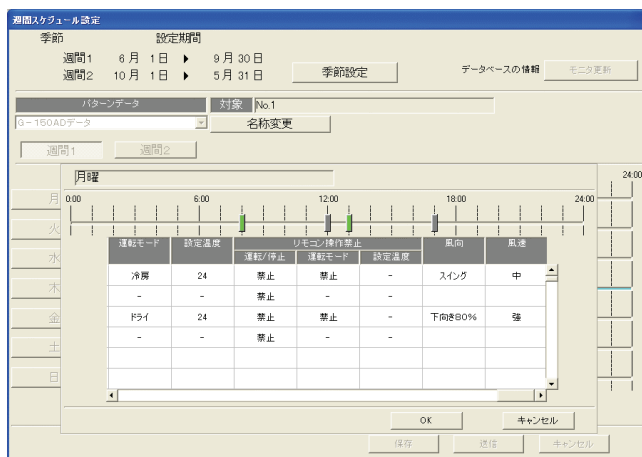 週間スケジュール設定
季節 設定期間
週間1 6月 1日 ▶ 9月 30日
週間2 10月 1日 ▶ 5月 31日
季節設定
データベースの情報
モニタ更新
パターンデータ
対象 No.1
G-150ADデータ
名称変更
週間1 週間2
月曜
0:00 6:00 12:00 18:00 24:00
24:00
月
火
水
木
金
土
日
運転モード 設定温度 リモコン操作禁止 風向 風速
運転/停止 運転モード 設定温度
冷房 24 禁止 禁止 - スイング 中
- - 禁止 - -
ドライ 24 禁止 禁止 - 下向き80% 強
- - 禁止 - -
OK キャンセル
保存 送信 キャンセル